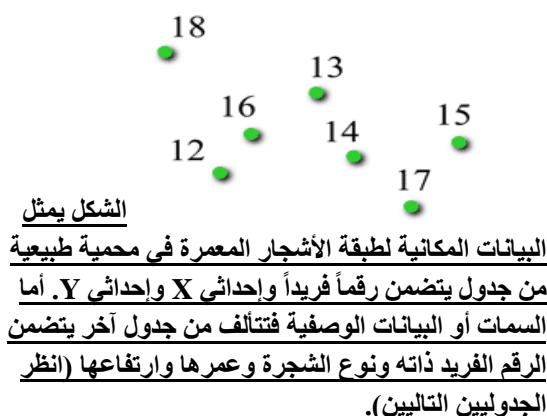 18
13
16
15
14
12
17
الشكل يمثل
البيانات المكانية لطبقة الأشجار المعمرة في محمية طبيعية
من جدول يتضمن رقماً فريداً وإحداثي X وإحداثي Y. أما
السمات أو البيانات الوصفية فتتألف من جدول آخر يتضمن
الرقم الفريد ذاته ونوع الشجرة وعمرها وارتفاعها (انظر
الجدوليين التاليين).